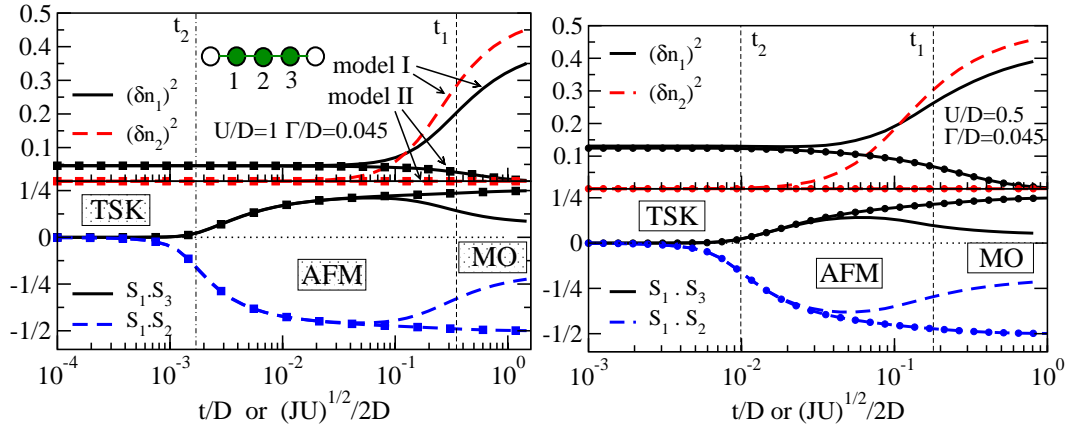 0.5
0.4
0.3
0.2
0.1
1/4
0
-1/4
-1/2
t₂
t₁
1 2 3
model I
model II
(δn₁)²
(δn₂)²
U/D=1 Γ/D=0.045
TSK
AFM
MO
S₁.S₃
S₁.S₂
10⁻⁴ 10⁻³ 10⁻² 10⁻¹ 10⁰
t/D or (JU)^1/2/2D
0.5
0.4
0.3
0.2
0.1
1/4
0
-1/4
-1/2
t₂
t₁
(δn₁)²
(δn₂)²
U/D=0.5
Γ/D=0.045
TSK
AFM
MO
S₁ . S₃
S₁ . S₂
10⁻³ 10⁻² 10⁻¹ 10⁰
t/D or (JU)^1/2/2D